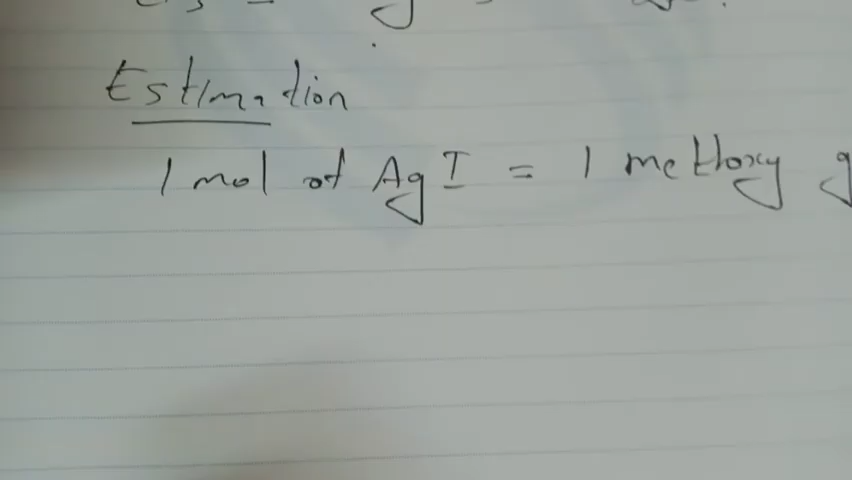 Estimation
1 mol of AgI = 1 methoxy g